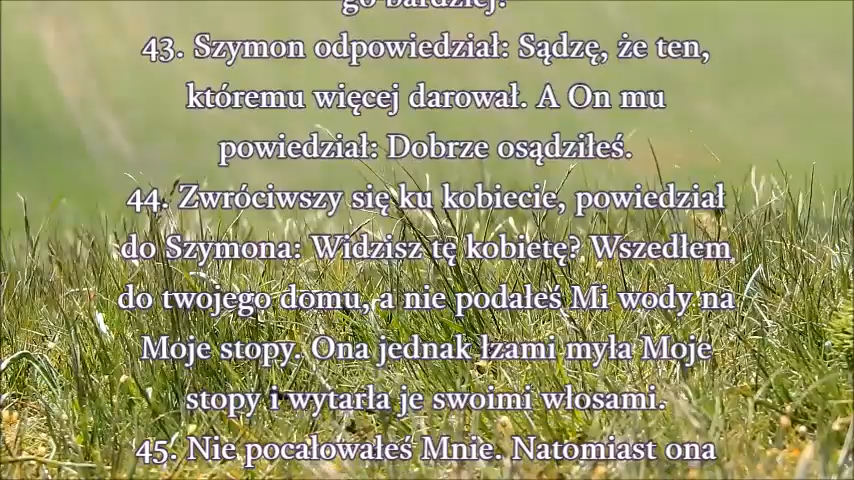 go bardziej?
43. Szymon odpowiedział: Sądzę, że ten,
któremu więcej darował. A On mu
powiedział: Dobrze osądziłeś.
44. Zwróciwszy się ku kobiecie, powiedział
do Szymona: Widzisz tę kobietę? Wszedłem
do twojego domu, a nie podałeś Mi wody na
Moje stopy. Ona jednak łzami myła Moje
stopy i wytarła je swoimi włosami.
45. Nie pocałowałeś Mnie. Natomiast ona